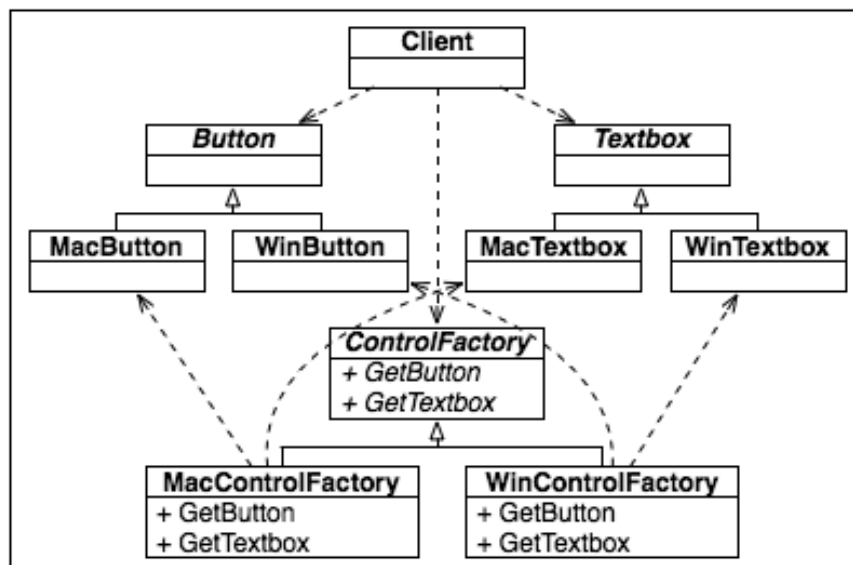 Client
Button
Textbox
MacButton
WinButton
MacTextbox
WinTextbox
ControlFactory
+ GetButton
+ GetTextbox
MacControlFactory
+ GetButton
+ GetTextbox
WinControlFactory
+ GetButton
+ GetTextbox